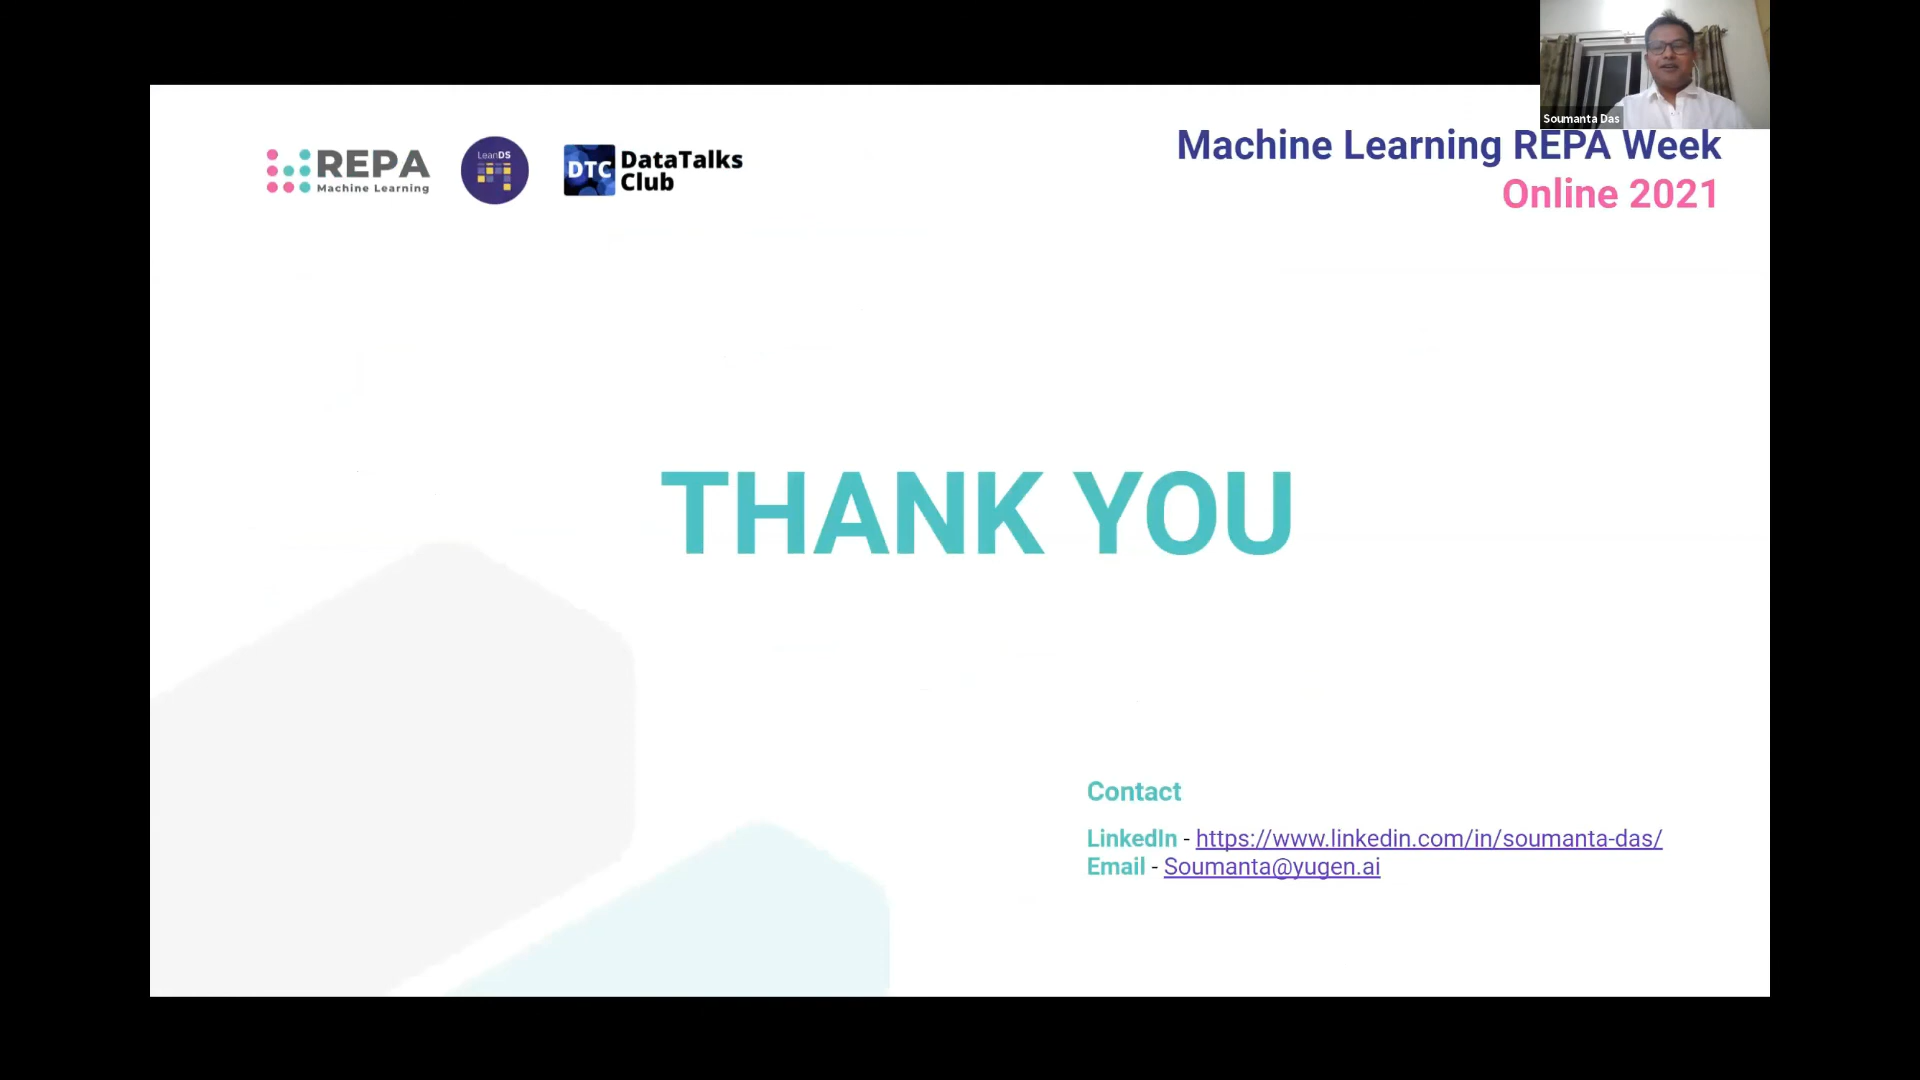 Soumanta Das
REPA
Machine Learning
LeanDS
DTC
DataTalks
Club
Machine Learning REPA Week
Online 2021
THANK YOU
Contact
LinkedIn - https://www.linkedin.com/in/soumanta-das/
Email - Soumanta@yugen.ai